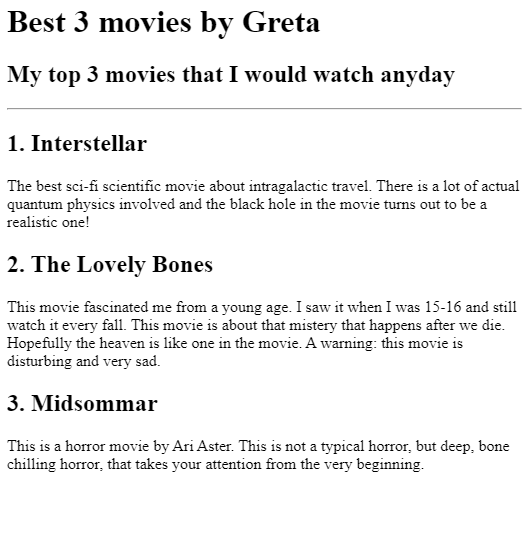 Best 3 movies by Greta
My top 3 movies that I would watch anyday
1. Interstellar
The best sci-fi scientific movie about intragalactic travel. There is a lot of actual
quantum physics involved and the black hole in the movie turns out to be a
realistic one!
2. The Lovely Bones
This movie fascinated me from a young age. I saw it when I was 15-16 and still
watch it every fall. This movie is about that mistery that happens after we die.
Hopefully the heaven is like one in the movie. A warning: this movie is
disturbing and very sad.
3. Midsommar
This is a horror movie by Ari Aster. This is not a typical horror, but deep, bone
chilling horror, that takes your attention from the very beginning.